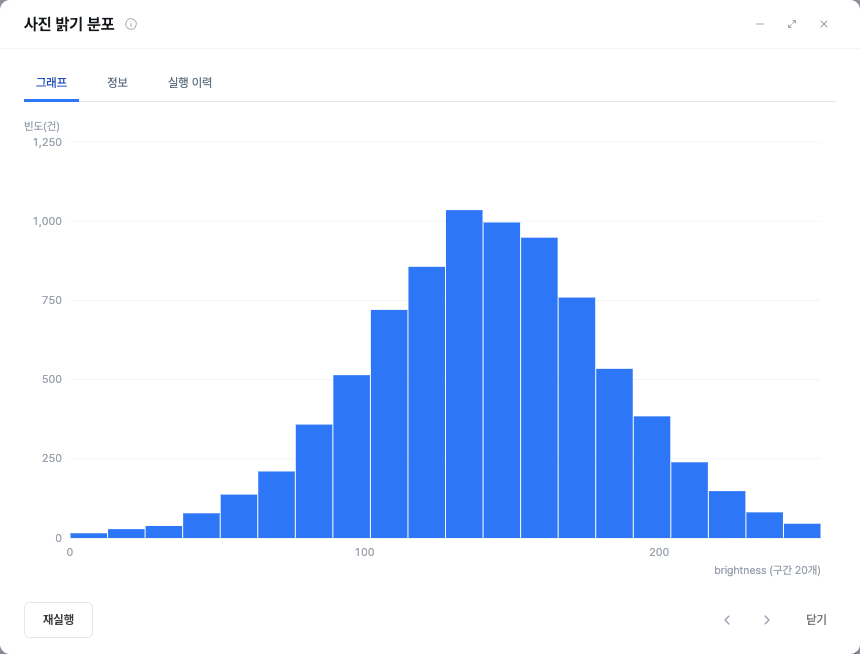 사진 밝기 분포
그래프 정보 실행 이력
빈도(건)
1,250
1,000
750
500
250
0
0 100 200
brightness (구간 20개)
재실행 닫기